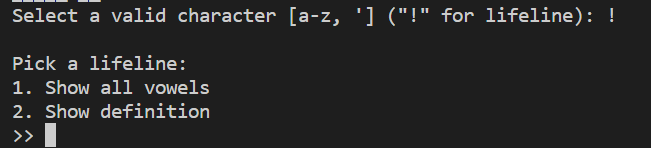 Select a valid character [a-z, '] ("!" for lifeline): !
Pick a lifeline:
1. Show all vowels
2. Show definition
>>